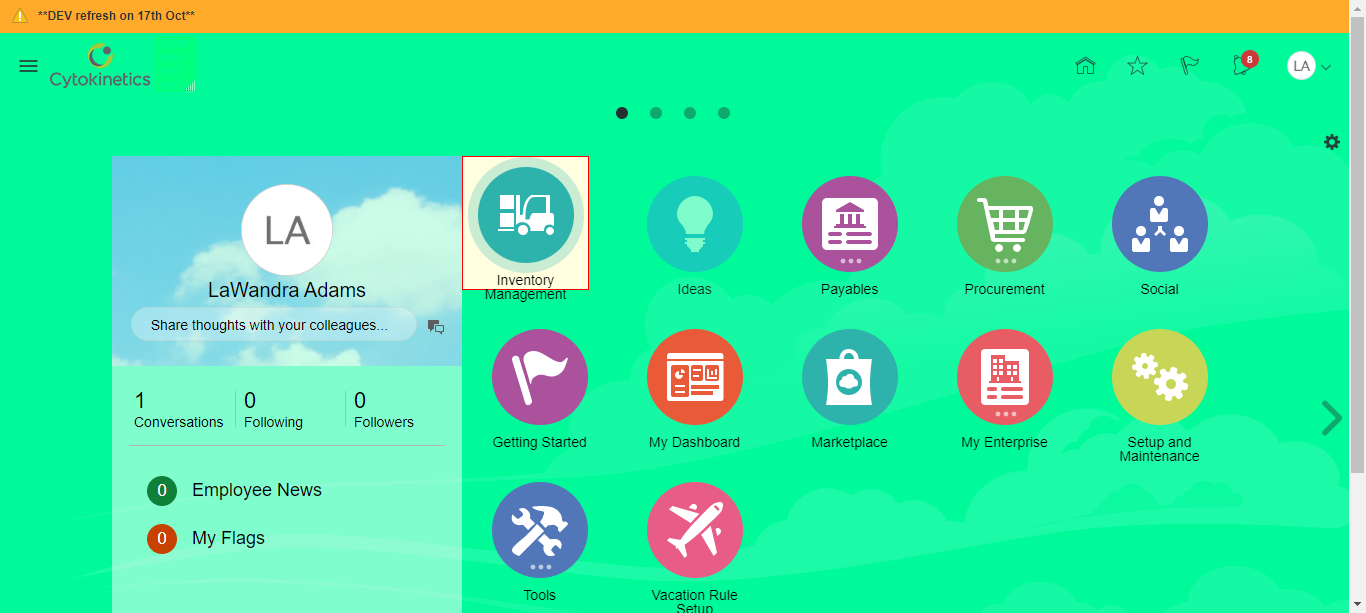 **DEV refresh on 17th Oct**
Cytokinetics
8
LA
LA
LaWandra Adams
Share thoughts with your colleagues...
1
Conversations
0
Following
0
Followers
0 Employee News
0 My Flags
Inventory
Management
Ideas
Payables
Procurement
Social
Getting Started
My Dashboard
Marketplace
My Enterprise
Setup and
Maintenance
Tools
Vacation Rule
Setup